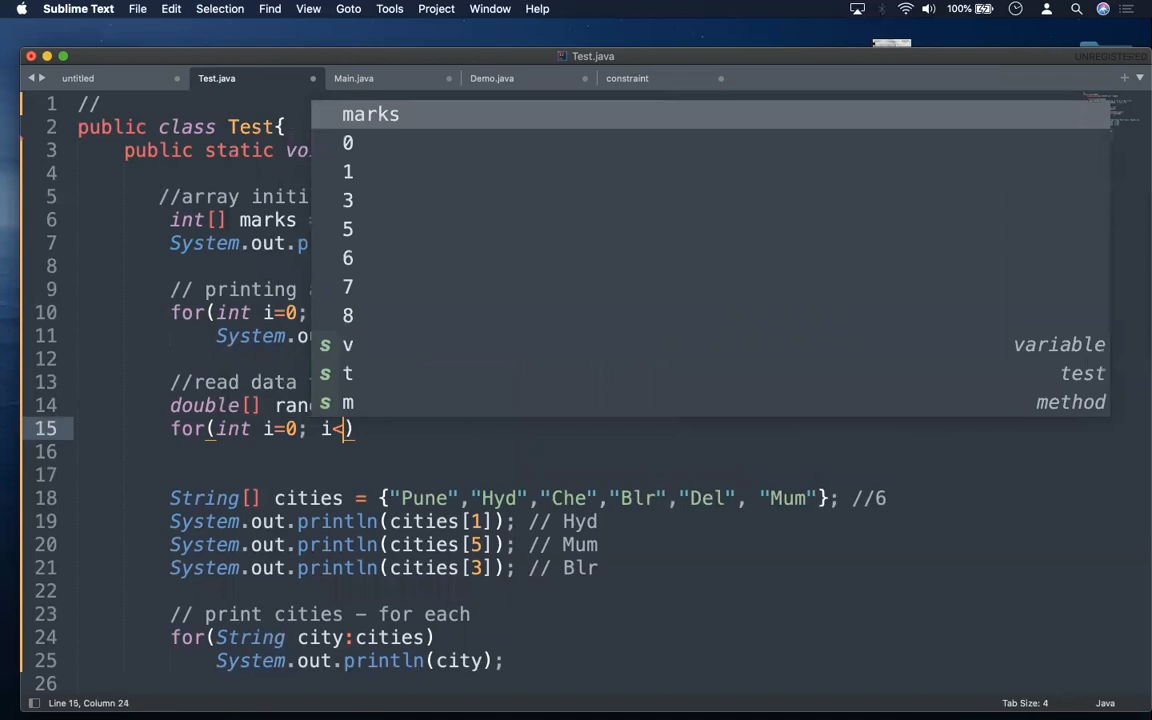 Sublime Text File Edit Selection Find View Goto Tools Project Window Help 100%
Test.java UNREGISTERED
untitled Test.java Main.java Demo.java constraint
1 //
2 public class Test{
3 public static
4
5 //array
6 int[] marks
7 System.out.
8
9 // printing
10 for(int i=0;
11
12
13 //read data
14 double[]
15 for(int i=0; i<)
16
17
18 String[] cities = {"Pune","Hyd","Che","Blr","Del", "Mum"}; //6
19 System.out.println(cities[1]); // Hyd
20 System.out.println(cities[5]); // Mum
21 System.out.println(cities[3]); // Blr
22
23 // print cities – for each
24 for(String city:cities)
25 System.out.println(city);
26
marks
0
1
3
5
6
7
8
s v variable
s t test
s m method
Line 15, Column 24 Tab Size: 4 Java